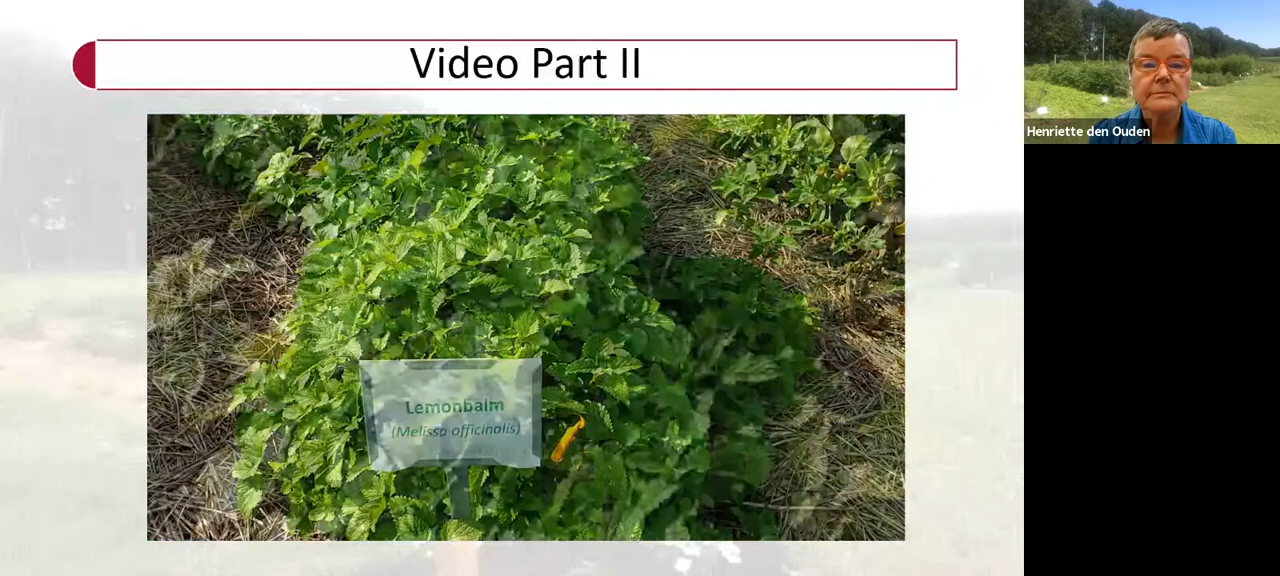 Video Part II
Henriette den Ouden
Lemonbalm
(Melissa officinalis)